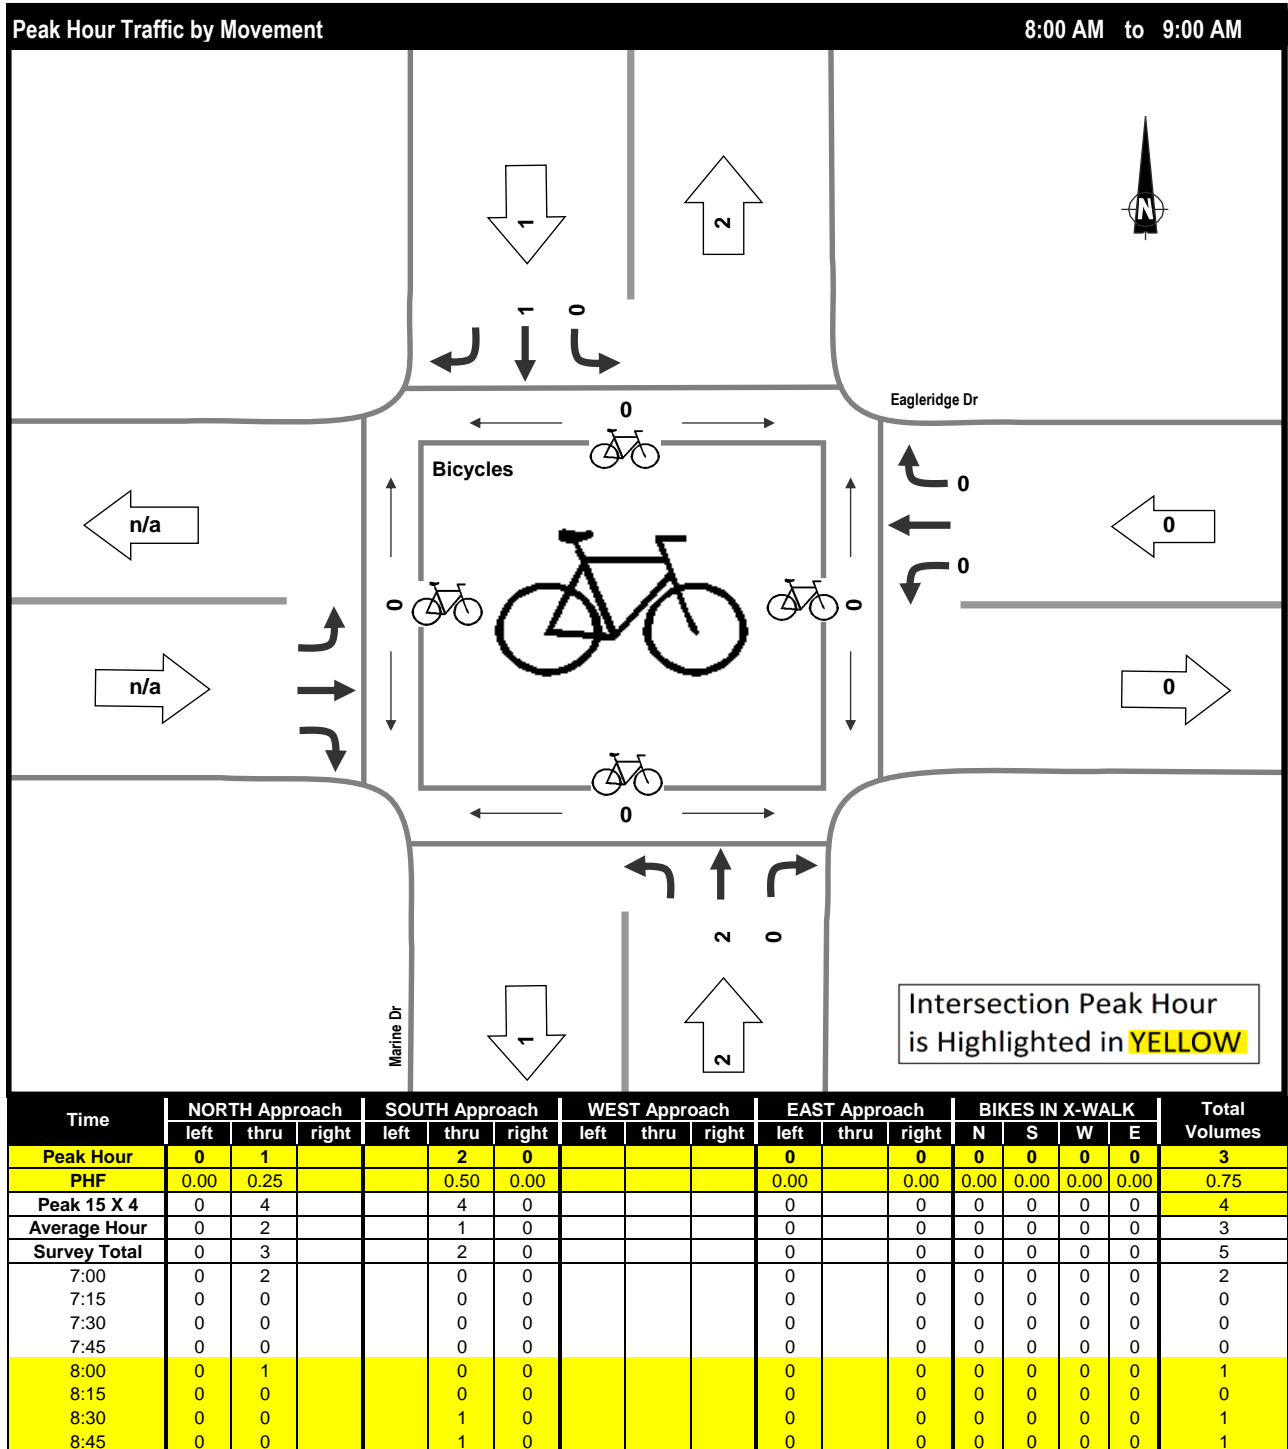 Peak Hour Traffic by Movement 8:00 AM to 9:00 AM
N
1 2
1 0
Eagleridge Dr
0
Bicycles
0
n/a 0
0
0 0
n/a 0
0
2 0
Marine Dr
1 2
Intersection Peak Hour
is Highlighted in YELLOW
Time NORTH Approach SOUTH Approach WEST Approach EAST Approach BIKES IN X-WALK Total Volumes
left thru right left thru right left thru right left thru right N S W E
Peak Hour 0 1 2 0 0 0 0 0 0 0 3
PHF 0.00 0.25 0.50 0.00 0.00 0.00 0.00 0.00 0.00 0.00 0.75
Peak 15 X 4 0 4 4 0 0 0 0 0 0 0 4
Average Hour 0 2 1 0 0 0 0 0 0 0 3
Survey Total 0 3 2 0 0 0 0 0 0 0 5
7:00 0 2 0 0 0 0 0 0 0 0 2
7:15 0 0 0 0 0 0 0 0 0 0 0
7:30 0 0 0 0 0 0 0 0 0 0 0
7:45 0 0 0 0 0 0 0 0 0 0 0
8:00 0 1 0 0 0 0 0 0 0 0 1
8:15 0 0 0 0 0 0 0 0 0 0 0
8:30 0 0 1 0 0 0 0 0 0 0 1
8:45 0 0 1 0 0 0 0 0 0 0 1